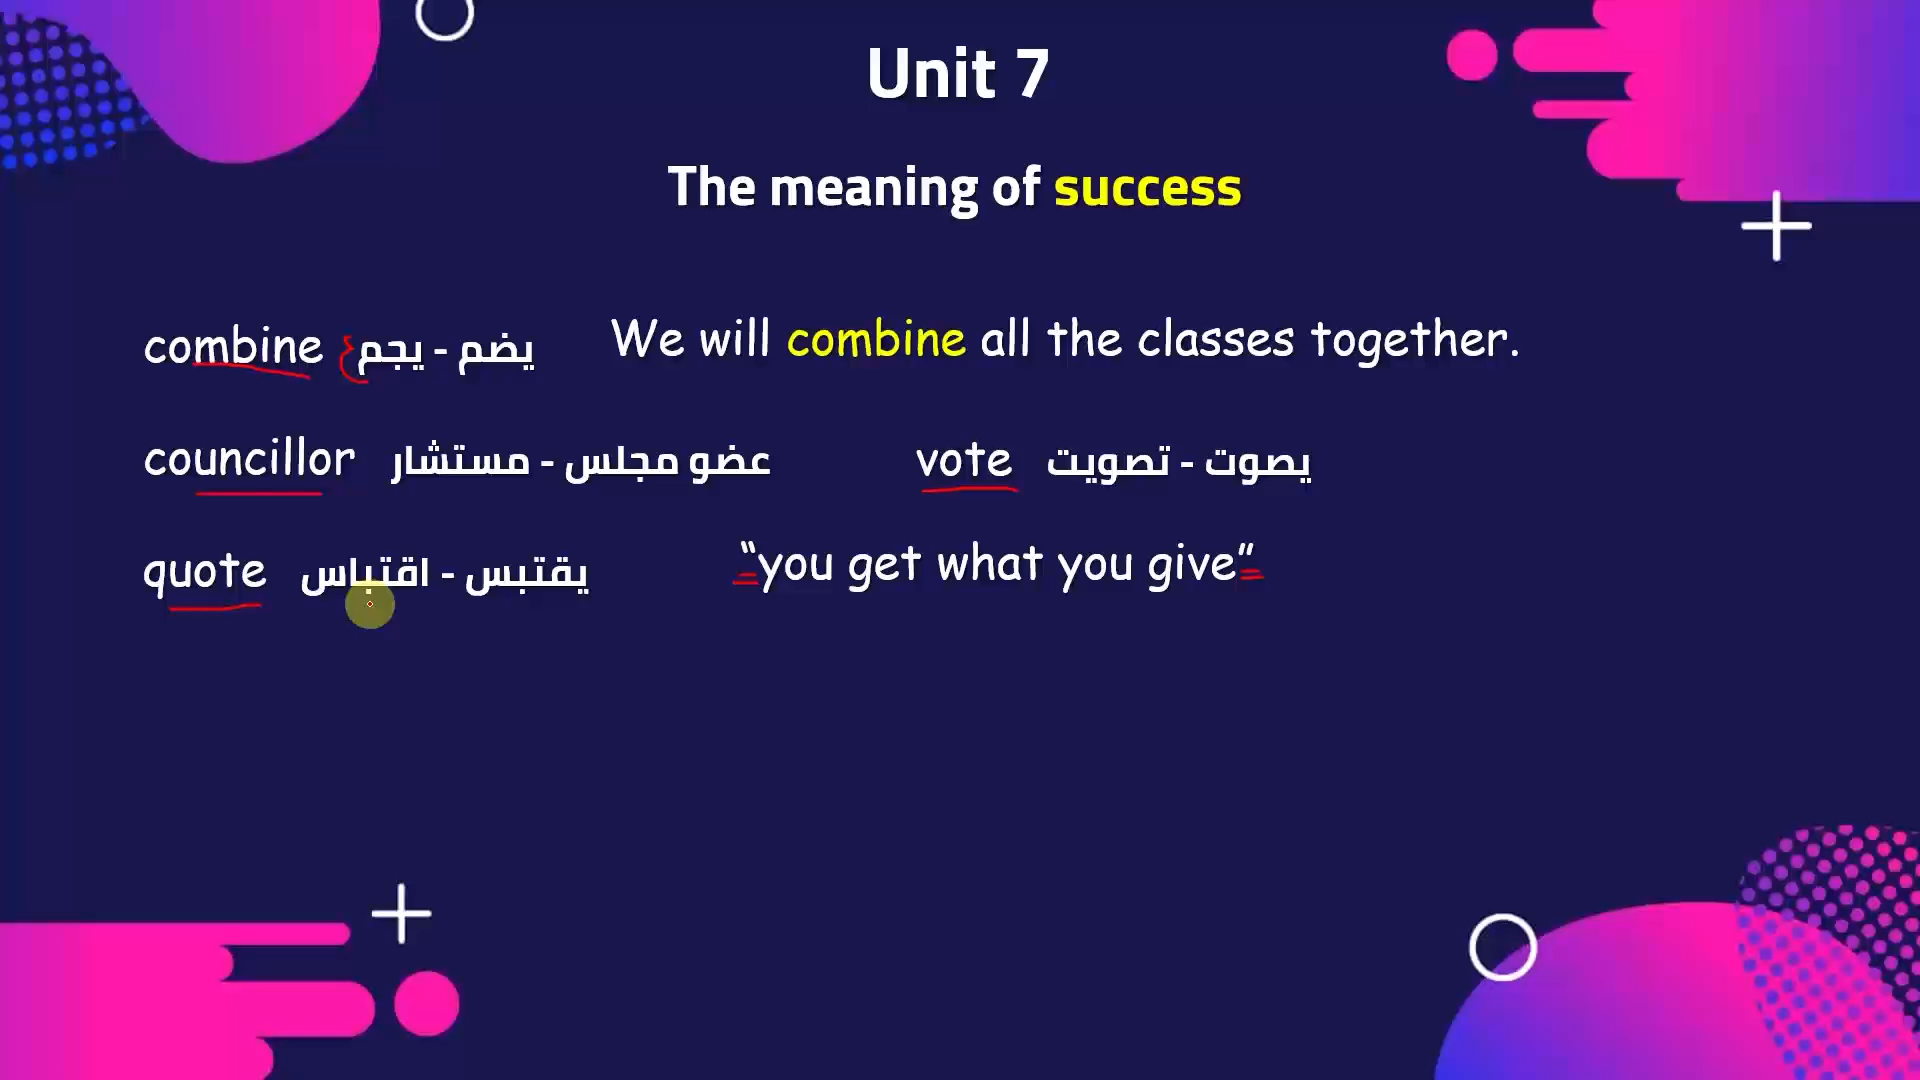 Unit 7
The meaning of success
combine يضم - يجمع We will combine all the classes together.
councillor عضو مجلس - مستشار vote يصوت - تصويت
quote يقتبس - اقتباس “you get what you give”